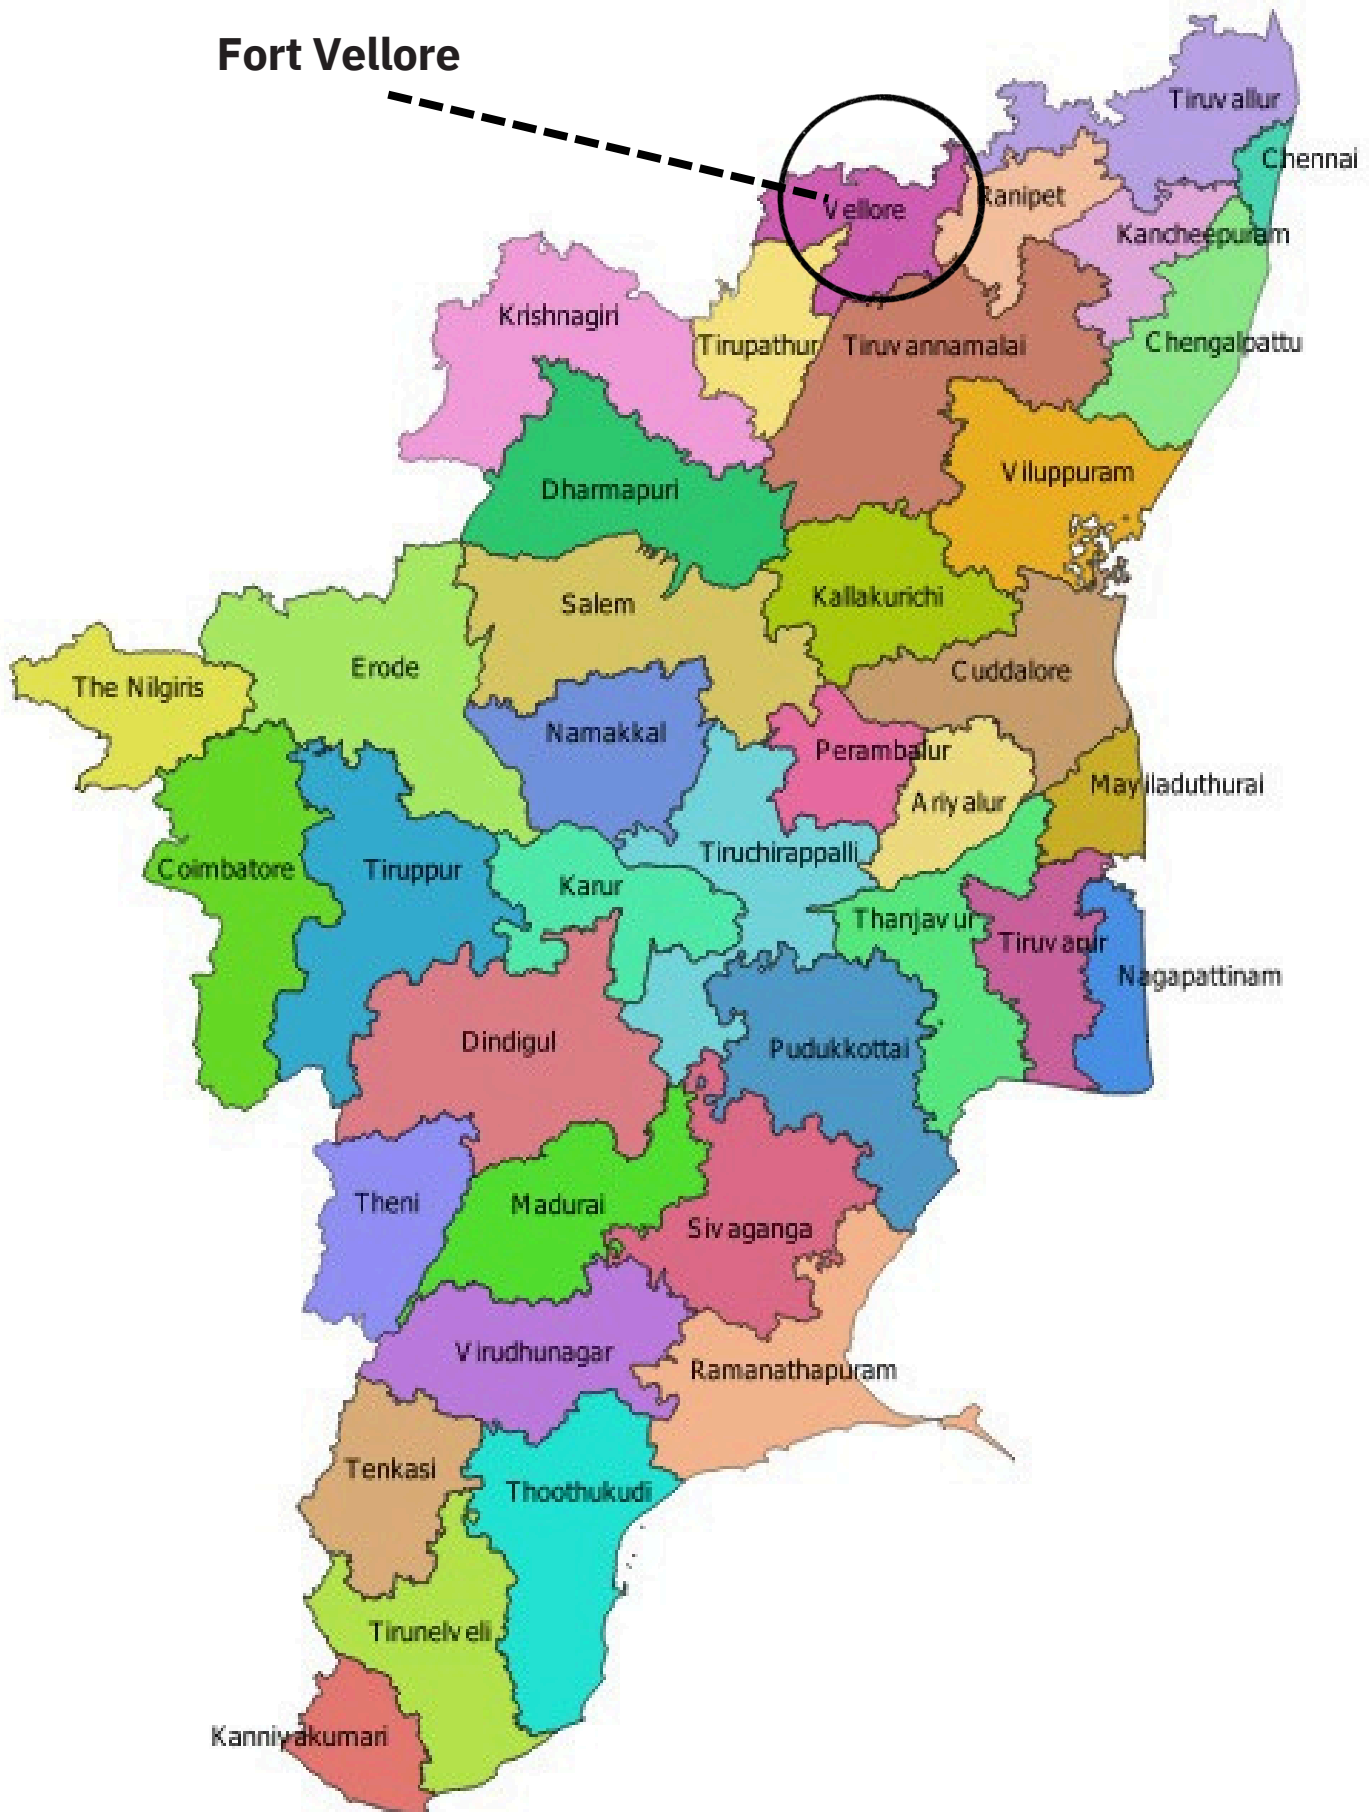 Fort Vellore
Tiruvallur
Chennai
Ranipet
Vellore
Kancheepuram
Krishnagiri
Tirupathur
Tiruvannamalai
Chengalpattu
Viluppuram
Dharmapuri
Kallakurichi
Salem
Erode
Cuddalore
The Nilgiris
Namakkal
Perambalur
Mayiladuthurai
Ariyalur
Tiruchirappalli
Coimbatore
Tiruppur
Karur
Thanjavur
Tiruvarur
Nagapattinam
Dindigul
Pudukkottai
Theni
Madurai
Sivaganga
Virudhunagar
Ramanathapuram
Tenkasi
Thoothukudi
Tirunelveli
Kanniyakumari